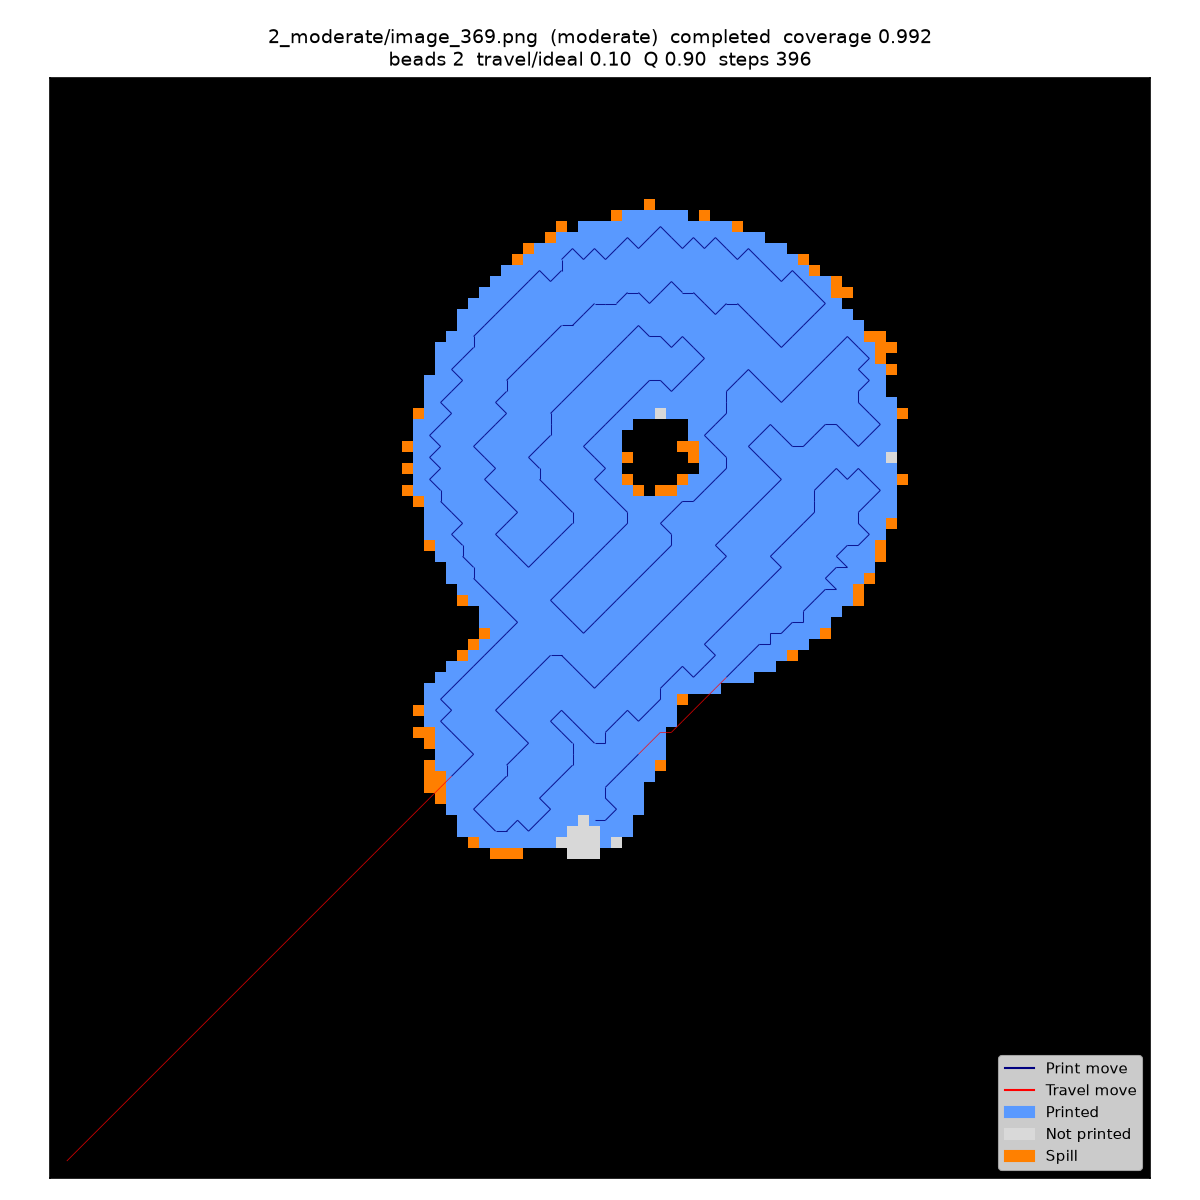 2_moderate/image_369.png  (moderate)  completed  coverage 0.992
beads 2  travel/ideal 0.10  Q 0.90  steps 396
Print move
Travel move
Printed
Not printed
Spill